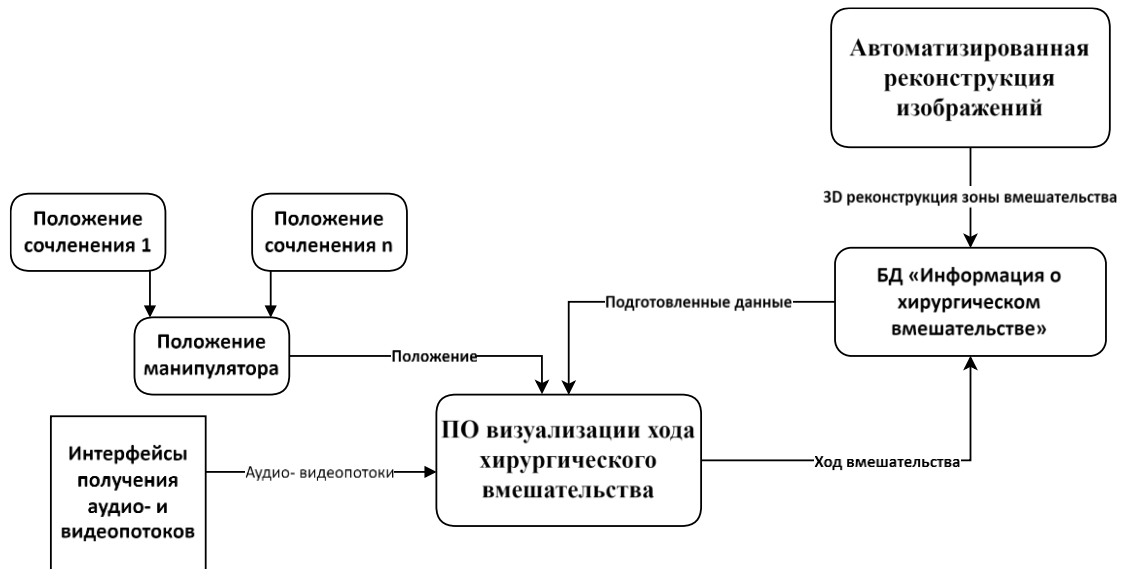 Автоматизированная
реконструкция
изображений
3D реконструкция зоны вмешательства
Положение
сочленения 1
Положение
сочленения n
БД «Информация о
хирургическом
вмешательстве»
Подготовленные данные
Положение
манипулятора
Положение
ПО визуализации хода
хирургического
вмешательства
Интерфейсы
получения
аудио- и
видеопотоков
Аудио- видеопотоки
Ход вмешательства